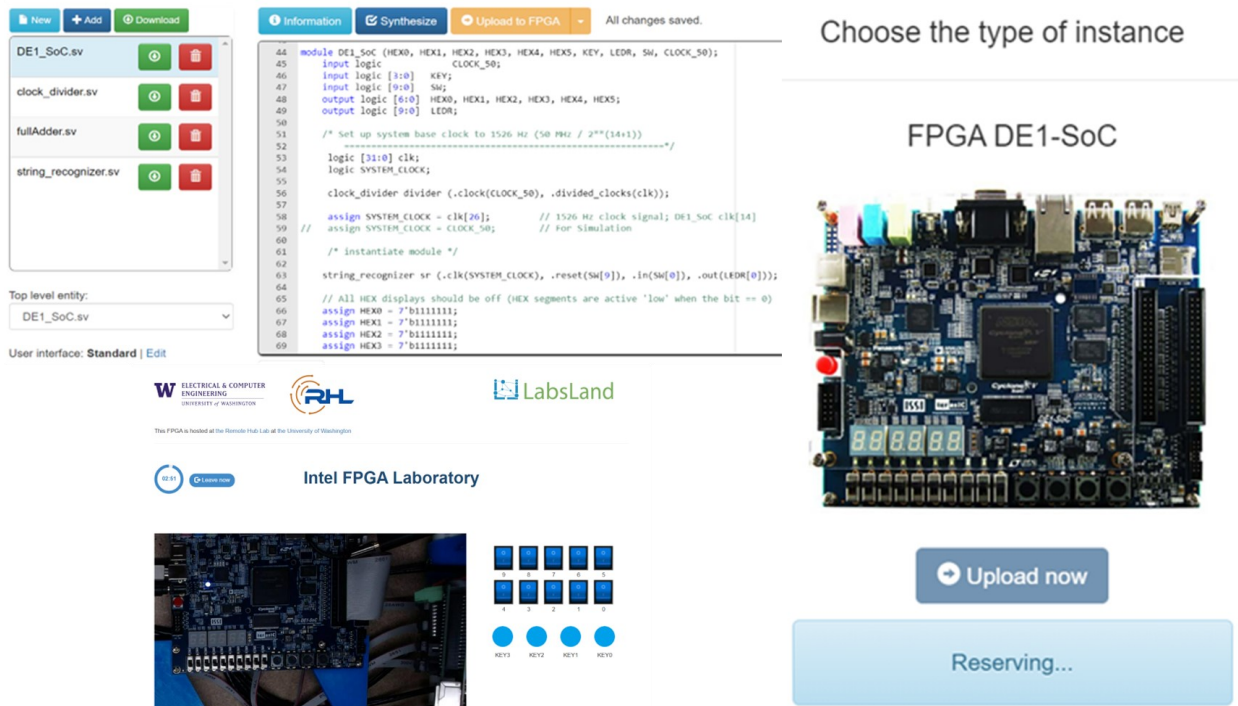 New
Add
Download
DE1_SoC.sv
clock_divider.sv
fullAdder.sv
string_recognizer.sv
Top level entity:
DE1_SoC.sv
User interface: Standard | Edit
Information
Synthesize
Upload to FPGA
All changes saved.
44 module DE1_SoC (HEX0, HEX1, HEX2, HEX3, HEX4, HEX5, KEY, LEDR, SW, CLOCK_50);
45 input logic CLOCK_50;
46 input logic [3:0] KEY;
47 input logic [9:0] SW;
48 output logic [6:0] HEX0, HEX1, HEX2, HEX3, HEX4, HEX5;
49 output logic [9:0] LEDR;
50
51 /* Set up system base clock to 1526 Hz (50 MHz / 2**(14+1))
52 ===========================================================*/
53 logic [31:0] clk;
54 logic SYSTEM_CLOCK;
55
56 clock_divider divider (.clock(CLOCK_50), .divided_clocks(clk));
57
58 assign SYSTEM_CLOCK = clk[26]; // 1526 Hz clock signal; DE1_SoC clk[14]
59 // assign SYSTEM_CLOCK = CLOCK_50; // For Simulation
60
61 /* instantiate module */
62
63 string_recognizer sr (.clk(SYSTEM_CLOCK), .reset(SW[9]), .in(SW[0]), .out(LEDR[0]));
64
65 // All HEX displays should be off (HEX segments are active 'low' when the bit == 0)
66 assign HEX0 = 7'b1111111;
67 assign HEX1 = 7'b1111111;
68 assign HEX2 = 7'b1111111;
69 assign HEX3 = 7'b1111111;
W ELECTRICAL & COMPUTER
ENGINEERING
UNIVERSITY of WASHINGTON
RHL
LabsLand
This FPGA is hosted at the Remote Hub Lab at the University of Washington
02:51
Leave now
Intel FPGA Laboratory
9 8 7 6 5
4 3 2 1 0
KEY3 KEY2 KEY1 KEY0
Choose the type of instance
FPGA DE1-SoC
Cyclone V
ISSI
Upload now
Reserving...